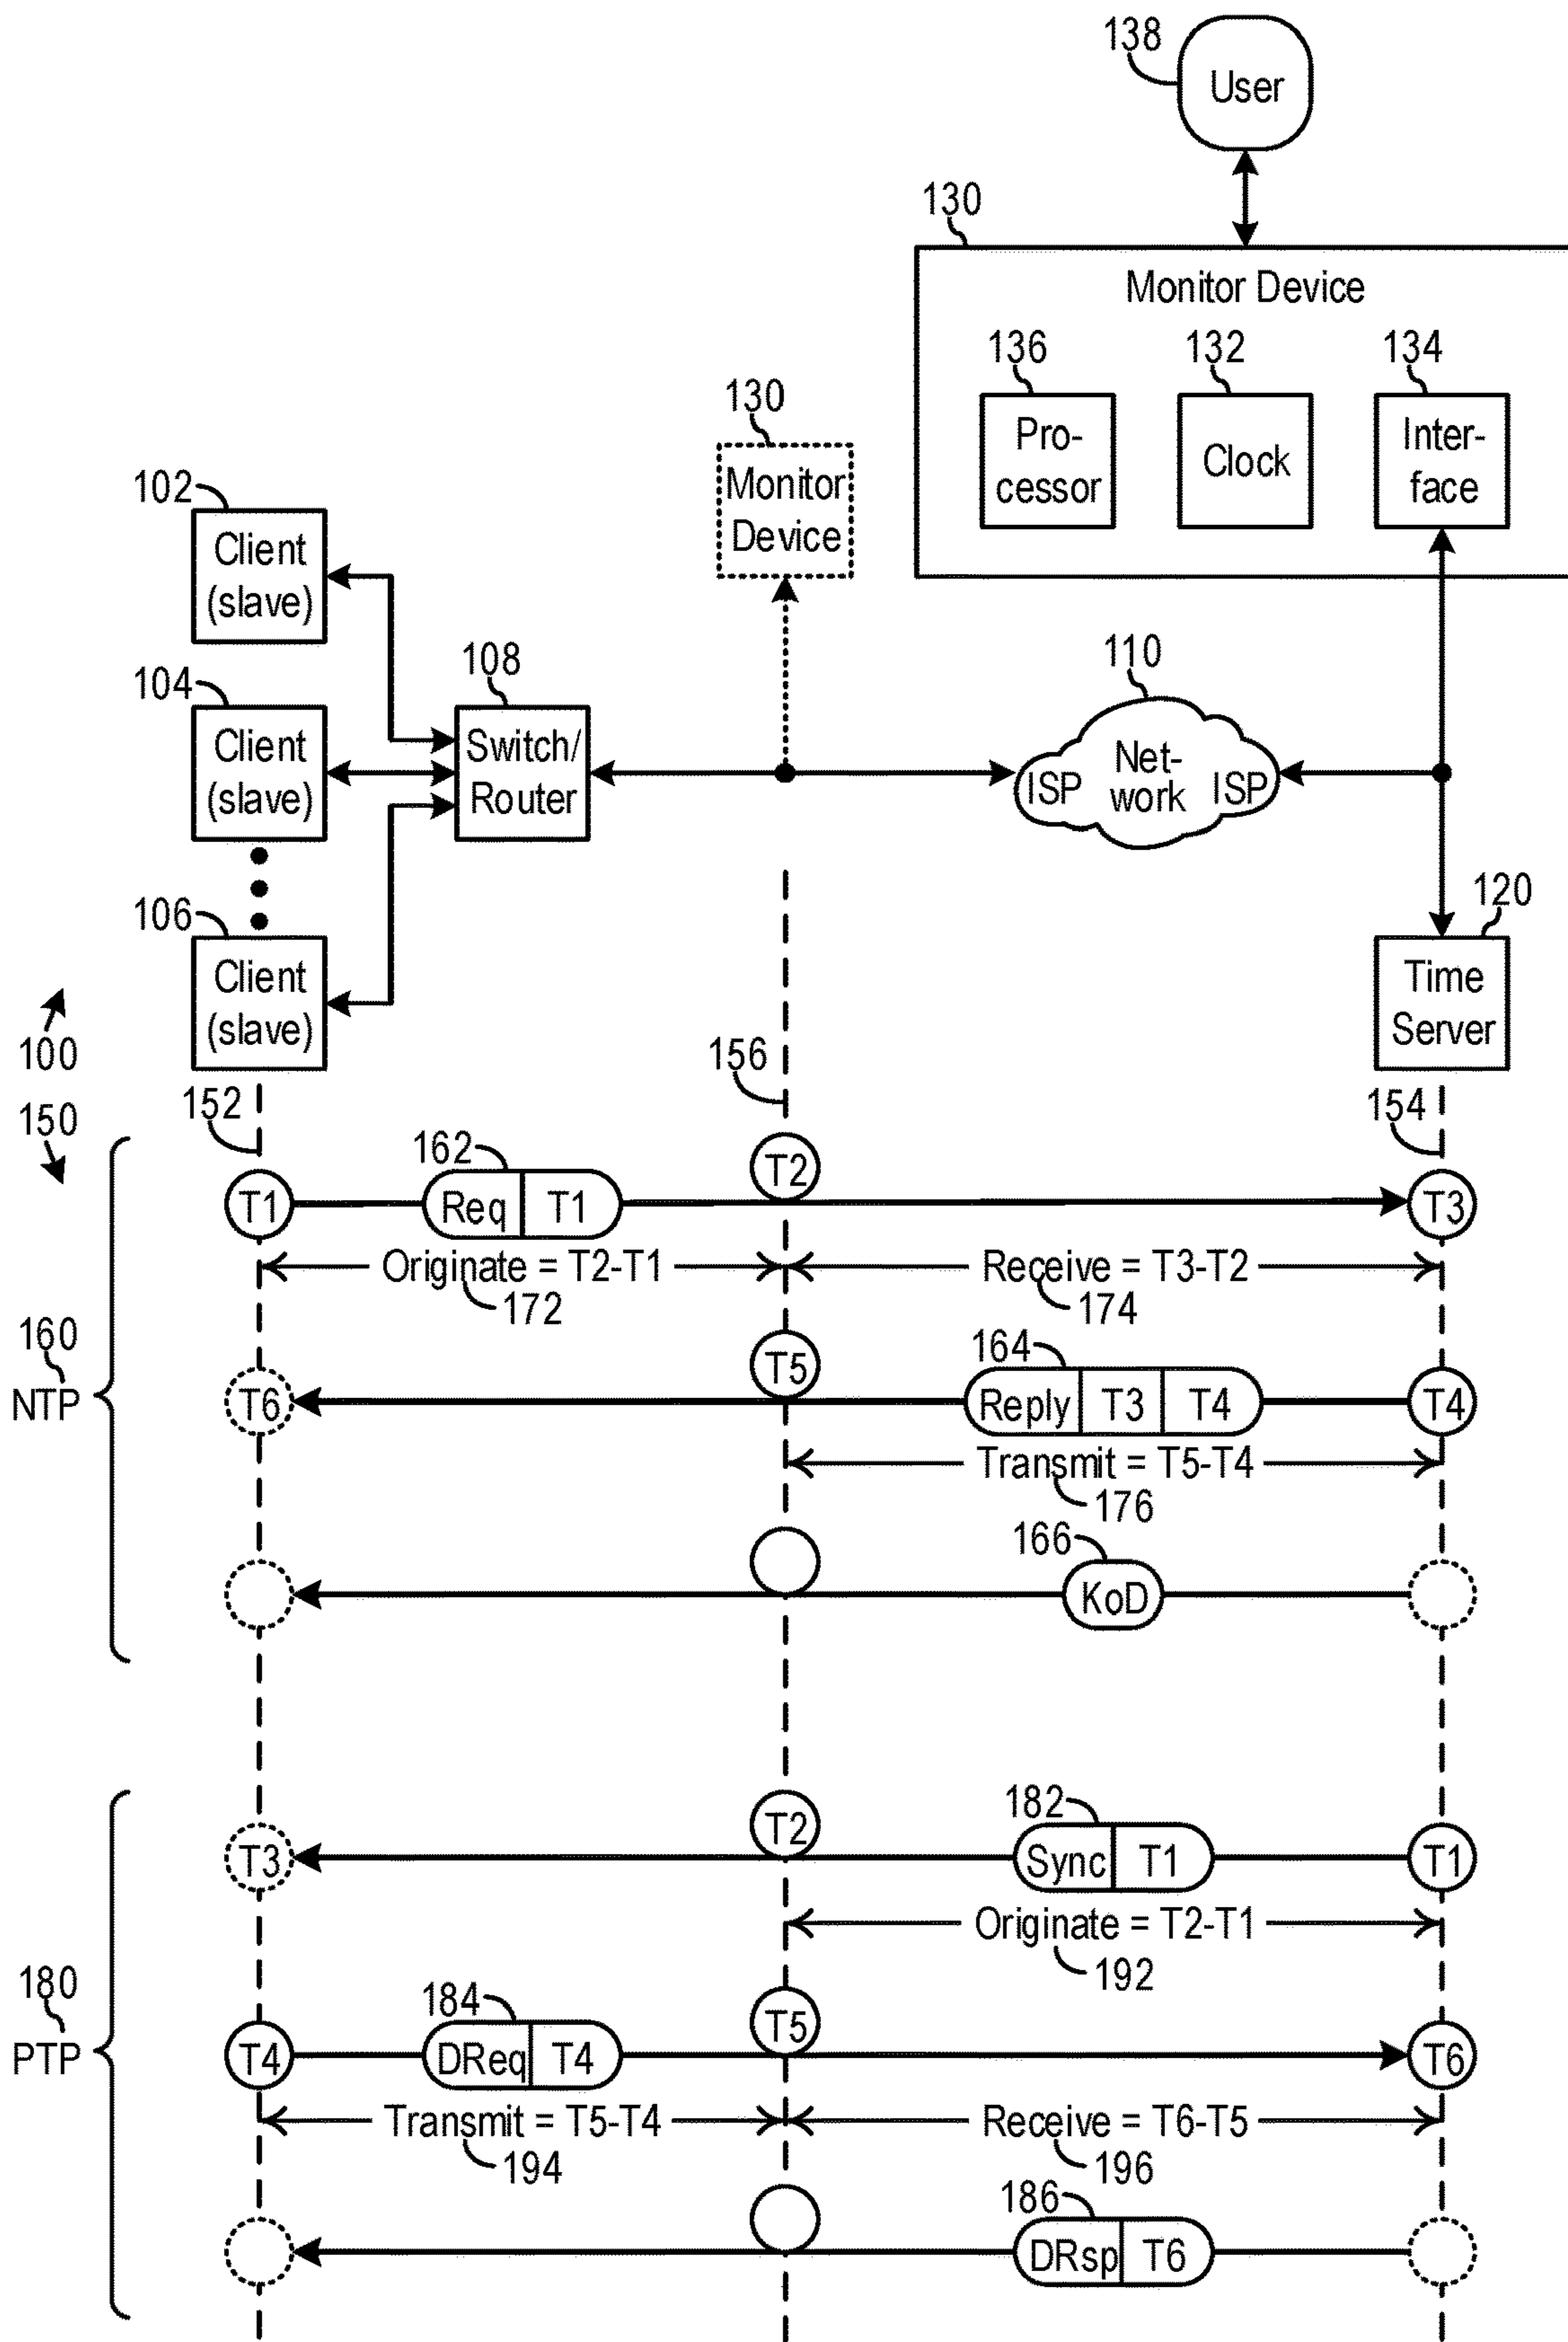 138
User
130
Monitor Device
136
132
134
Pro-
cessor
Clock
Inter-
face
130
Monitor
Device
102
Client
(slave)
108
110
104
Client
(slave)
Switch/
Router
ISP
Net-
work
ISP
106
Client
(slave)
120
Time
Server
100
150
152
156
154
162
T2
T1
Req
T1
T3
Originate = T2-T1
Receive = T3-T2
172
174
160
NTP
164
T5
T6
Reply
T3
T4
T4
Transmit = T5-T4
176
166
KoD
182
T2
T3
Sync
T1
T1
Originate = T2-T1
192
180
PTP
184
T5
T4
DReq
T4
T6
Transmit = T5-T4
Receive = T6-T5
194
196
186
DRsp
T6